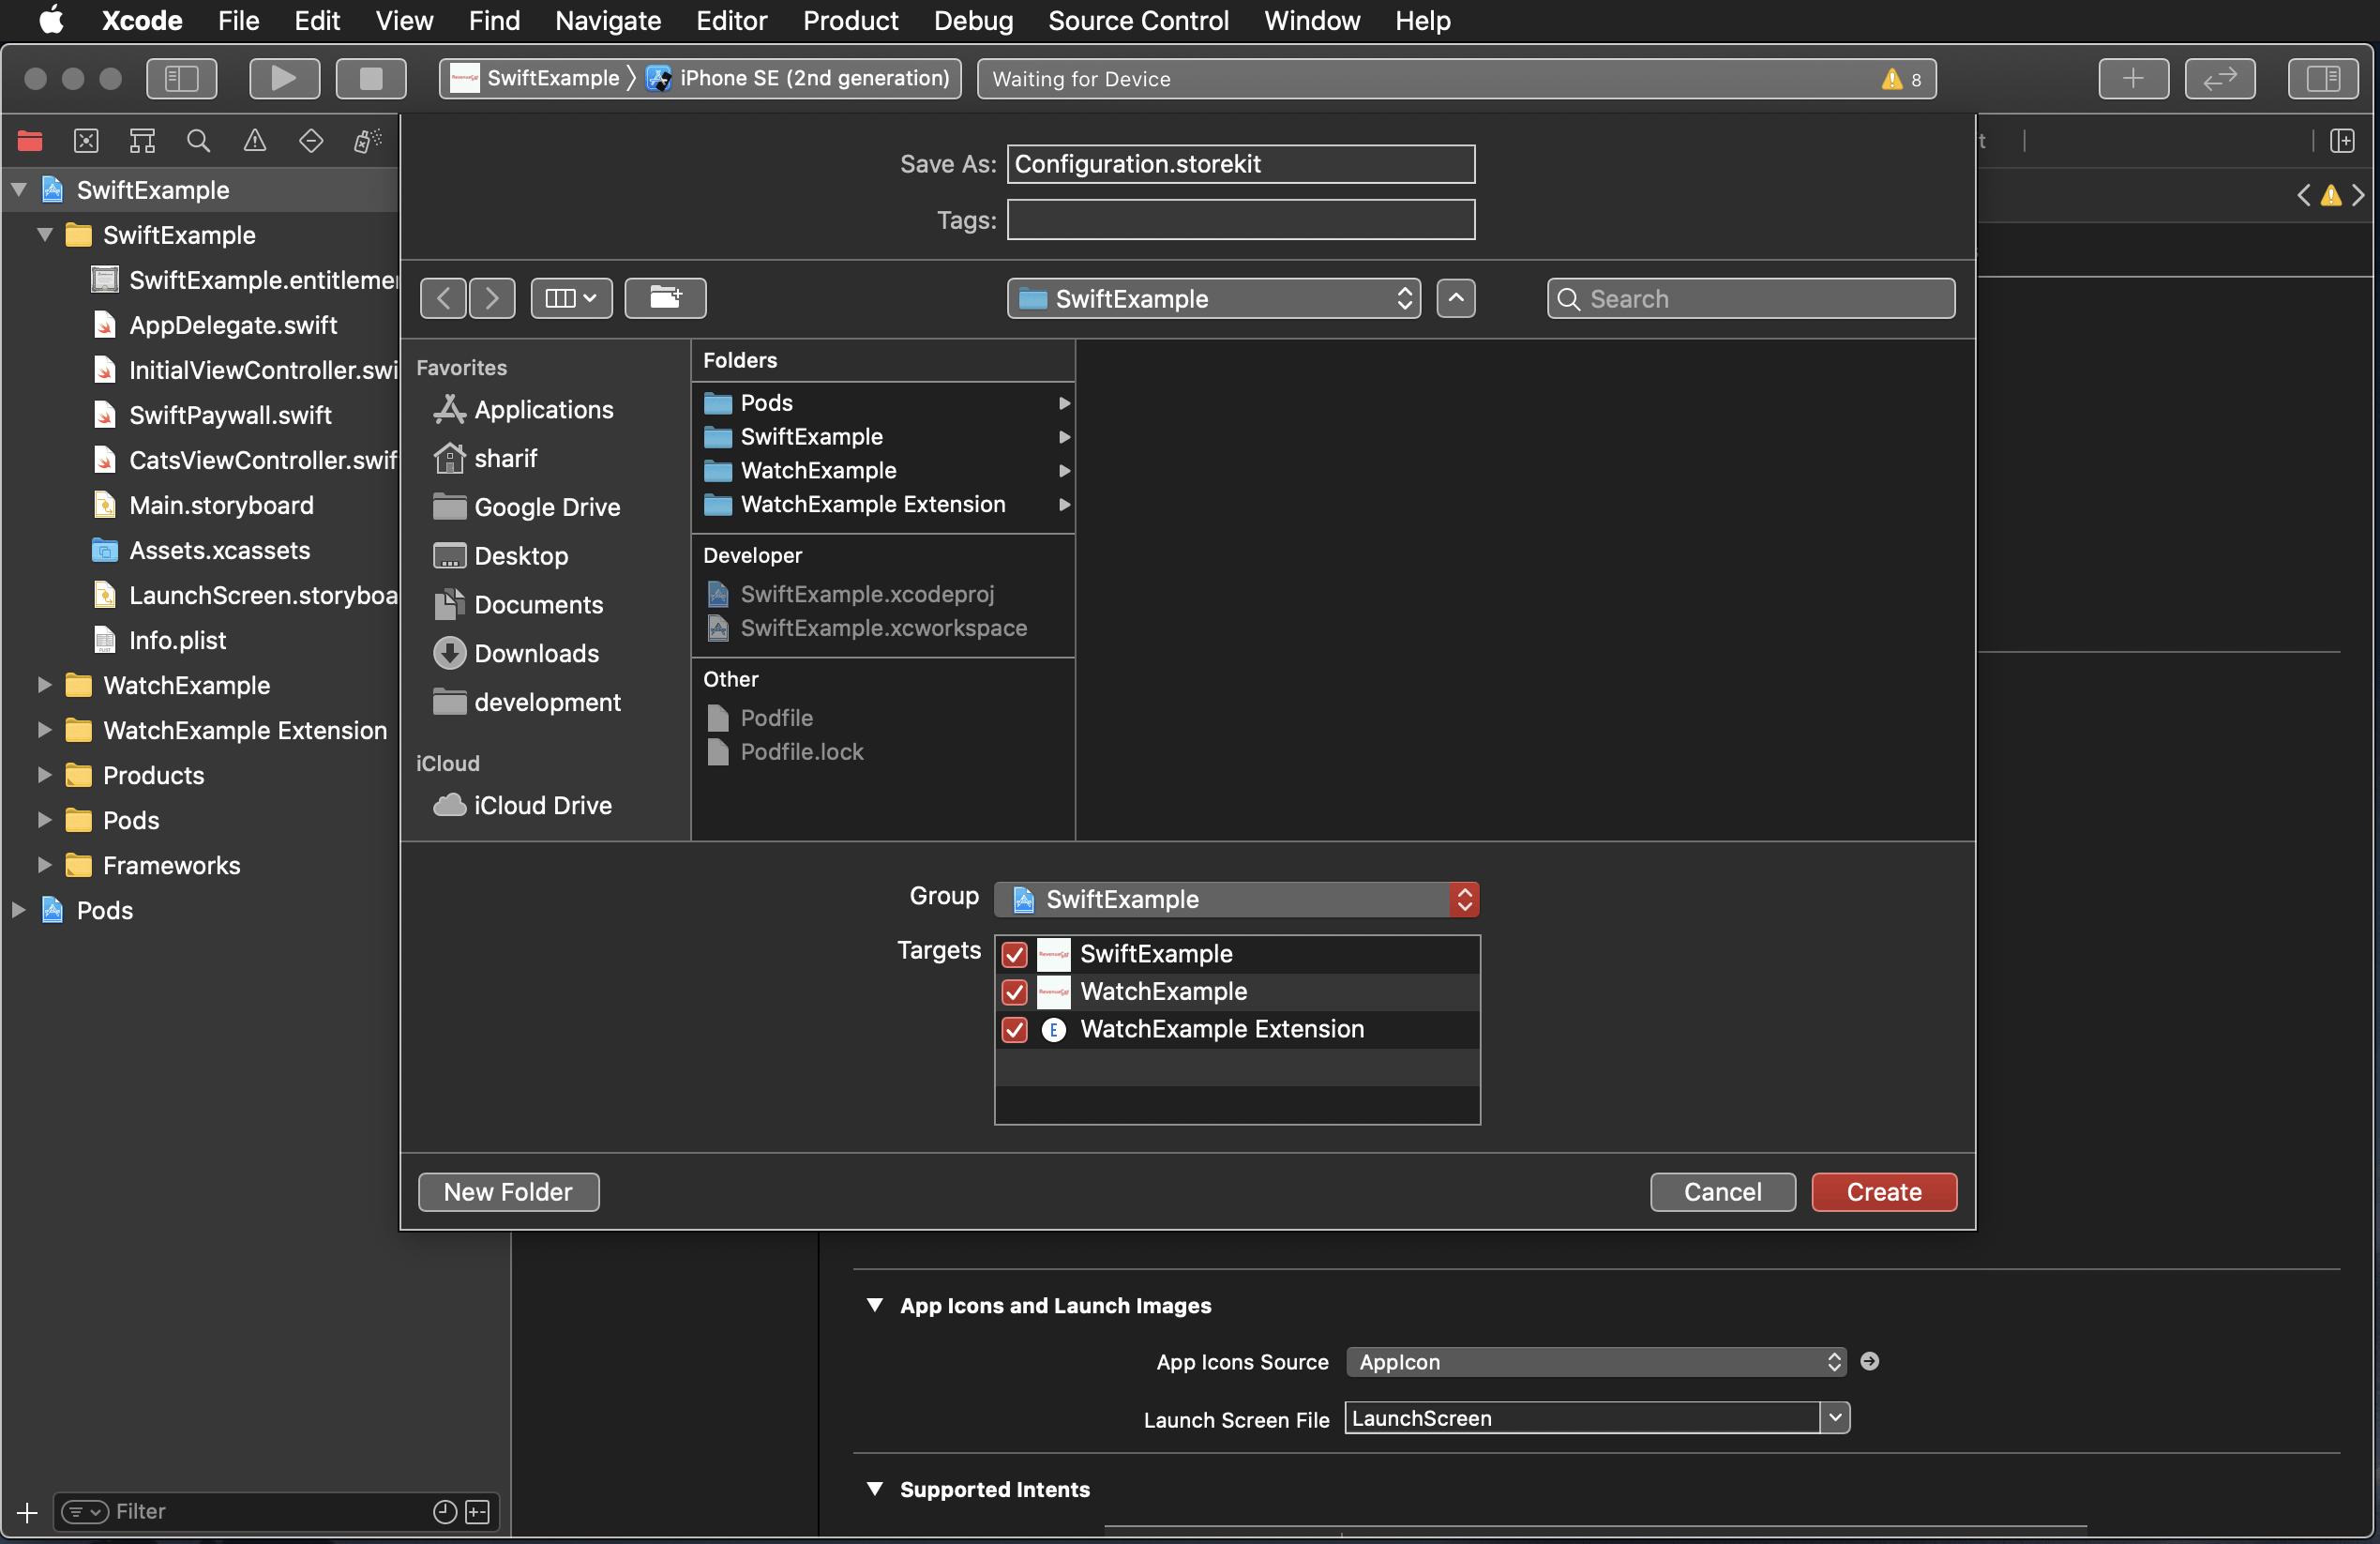 Xcode File Edit View Find Navigate Editor Product Debug Source Control Window Help
SwiftExample iPhone SE (2nd generation) Waiting for Device 8
Save As: Configuration.storekit
Tags:
SwiftExample Search
SwiftExample
SwiftExample
SwiftExample.entitlemen
AppDelegate.swift
InitialViewController.swi
SwiftPaywall.swift
CatsViewController.swif
Main.storyboard
Assets.xcassets
LaunchScreen.storyboa
Info.plist
WatchExample
WatchExample Extension
Products
Pods
Frameworks
Pods
Filter
Favorites
Applications
sharif
Google Drive
Desktop
Documents
Downloads
development
iCloud
iCloud Drive
Folders
Pods
SwiftExample
WatchExample
WatchExample Extension
Developer
SwiftExample.xcodeproj
SwiftExample.xcworkspace
Other
Podfile
Podfile.lock
Group SwiftExample
Targets
RevenueCat SwiftExample
RevenueCat WatchExample
E WatchExample Extension
New Folder Cancel Create
App Icons and Launch Images
App Icons Source AppIcon
Launch Screen File LaunchScreen
Supported Intents